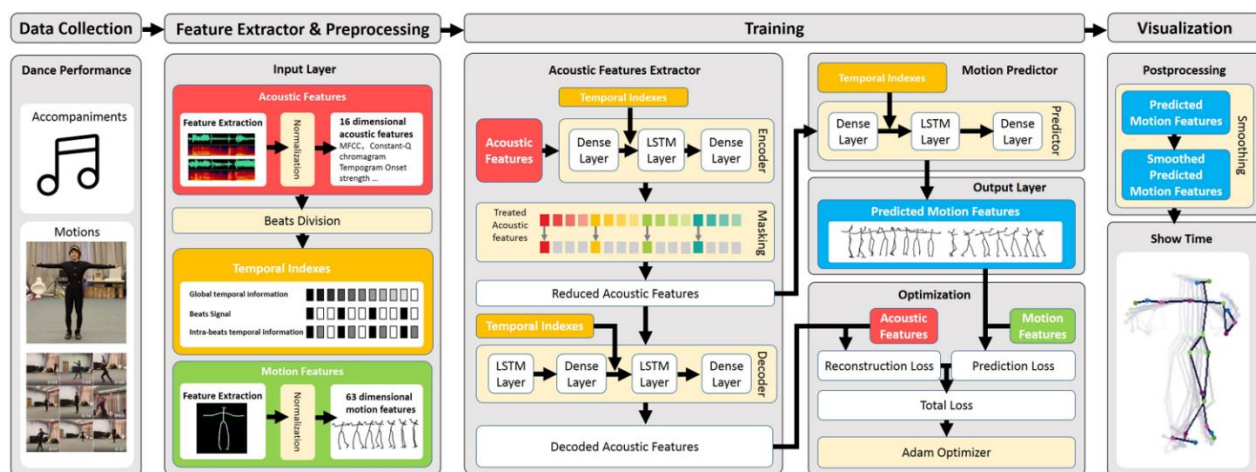 Data Collection
Feature Extractor & Preprocessing
Training
Visualization
Dance Performance
Accompaniments
Motions
Input Layer
Acoustic Features
Feature Extraction
Normalization
16 dimensional
acoustic features
MFCC, Constant-Q
chromagram
Tempogram Onset
strength ...
Beats Division
Temporal Indexes
Global temporal information
Beats Signal
Intra-beats temporal information
Motion Features
Feature Extraction
Normalization
63 dimensional
motion features
Acoustic Features Extractor
Temporal Indexes
Acoustic
Features
Dense
Layer
LSTM
Layer
Dense
Layer
Encoder
Treated
Acoustic
features
Masking
Reduced Acoustic Features
Temporal Indexes
LSTM
Layer
Dense
Layer
LSTM
Layer
Dense
Layer
Decoder
Decoded Acoustic Features
Temporal Indexes
Motion Predictor
Dense
Layer
LSTM
Layer
Dense
Layer
Predictor
Output Layer
Predicted Motion Features
Optimization
Acoustic
Features
Motion
Features
Reconstruction Loss
Prediction Loss
Total Loss
Adam Optimizer
Postprocessing
Predicted
Motion Features
Smoothed
Predicted
Motion Features
Smoothing
Show Time